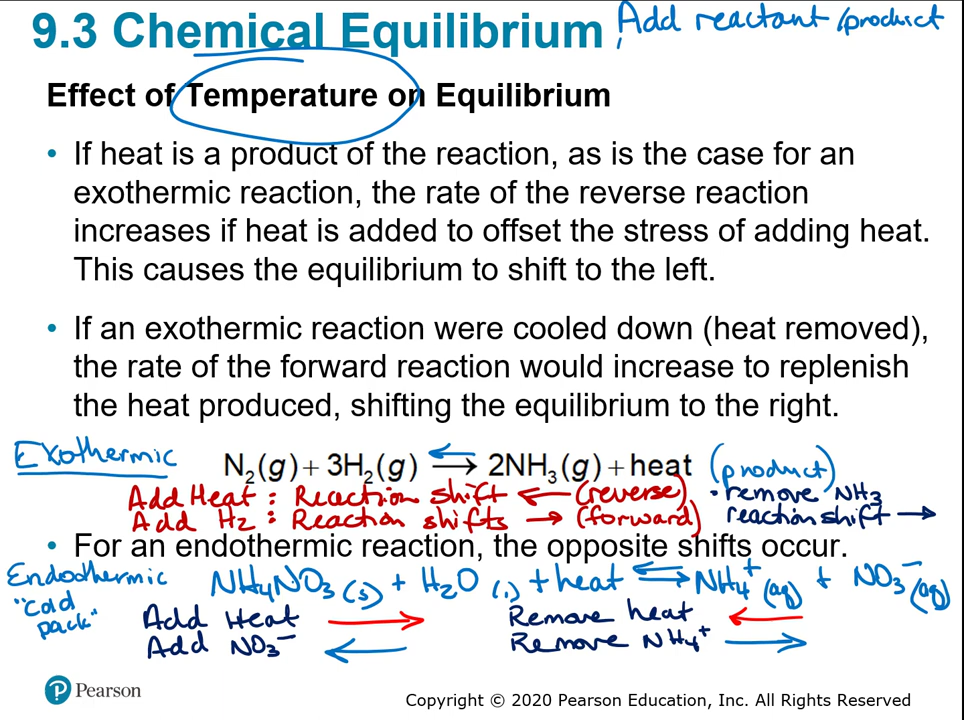 9.3 Chemical Equilibrium Add reactant/product
Effect of Temperature on Equilibrium
• If heat is a product of the reaction, as is the case for an
exothermic reaction, the rate of the reverse reaction
increases if heat is added to offset the stress of adding heat.
This causes the equilibrium to shift to the left.
• If an exothermic reaction were cooled down (heat removed),
the rate of the forward reaction would increase to replenish
the heat produced, shifting the equilibrium to the right.
Exothermic N₂(g) + 3H₂(g) ⟶ 2NH₃(g) + heat (product)
Add Heat : Reaction shift ← (reverse) • remove NH₃
Add H₂ : Reaction shifts → (forward) reaction shift →
• For an endothermic reaction, the opposite shifts occur.
Endothermic NH₄NO₃ (s) + H₂O (l) + heat ⇌ NH₄⁺ (aq) + NO₃⁻ (aq)
"Cold
pack"
Add Heat → Remove heat ←
Add NO₃⁻ ← Remove NH₄⁺ →
Pearson
Copyright © 2020 Pearson Education, Inc. All Rights Reserved